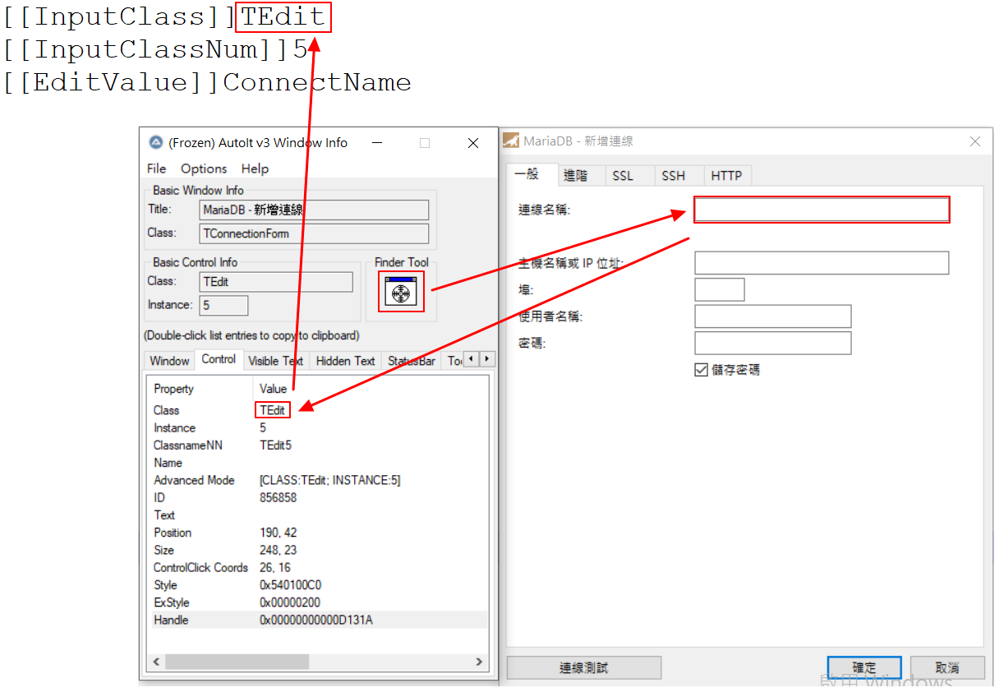 [[InputClass]]TEdit
[[InputClassNum]]5
[[EditValue]]ConnectName
(Frozen) AutoIt v3 Window Info
File Options Help
Basic Window Info
Title: MariaDB - 新增連線
Class: TConnectionForm
Basic Control Info
Class: TEdit
Instance: 5
Finder Tool
(Double-click list entries to copy to clipboard)
Window Control Visible Text Hidden Text StatusBar
Property Value
Class TEdit
Instance 5
ClassnameNN TEdit5
Name
Advanced Mode [CLASS:TEdit; INSTANCE:5]
ID 856858
Text
Position 190, 42
Size 248, 23
ControlClick Coords 26, 16
Style 0x540100C0
ExStyle 0x00000200
Handle 0x00000000000D131A
MariaDB - 新增連線
一般 進階 SSL SSH HTTP
連線名稱:
主機名稱或 IP 位址:
埠:
使用者名稱:
密碼:
儲存密碼
連線測試 確定 取消
啟用 Windows